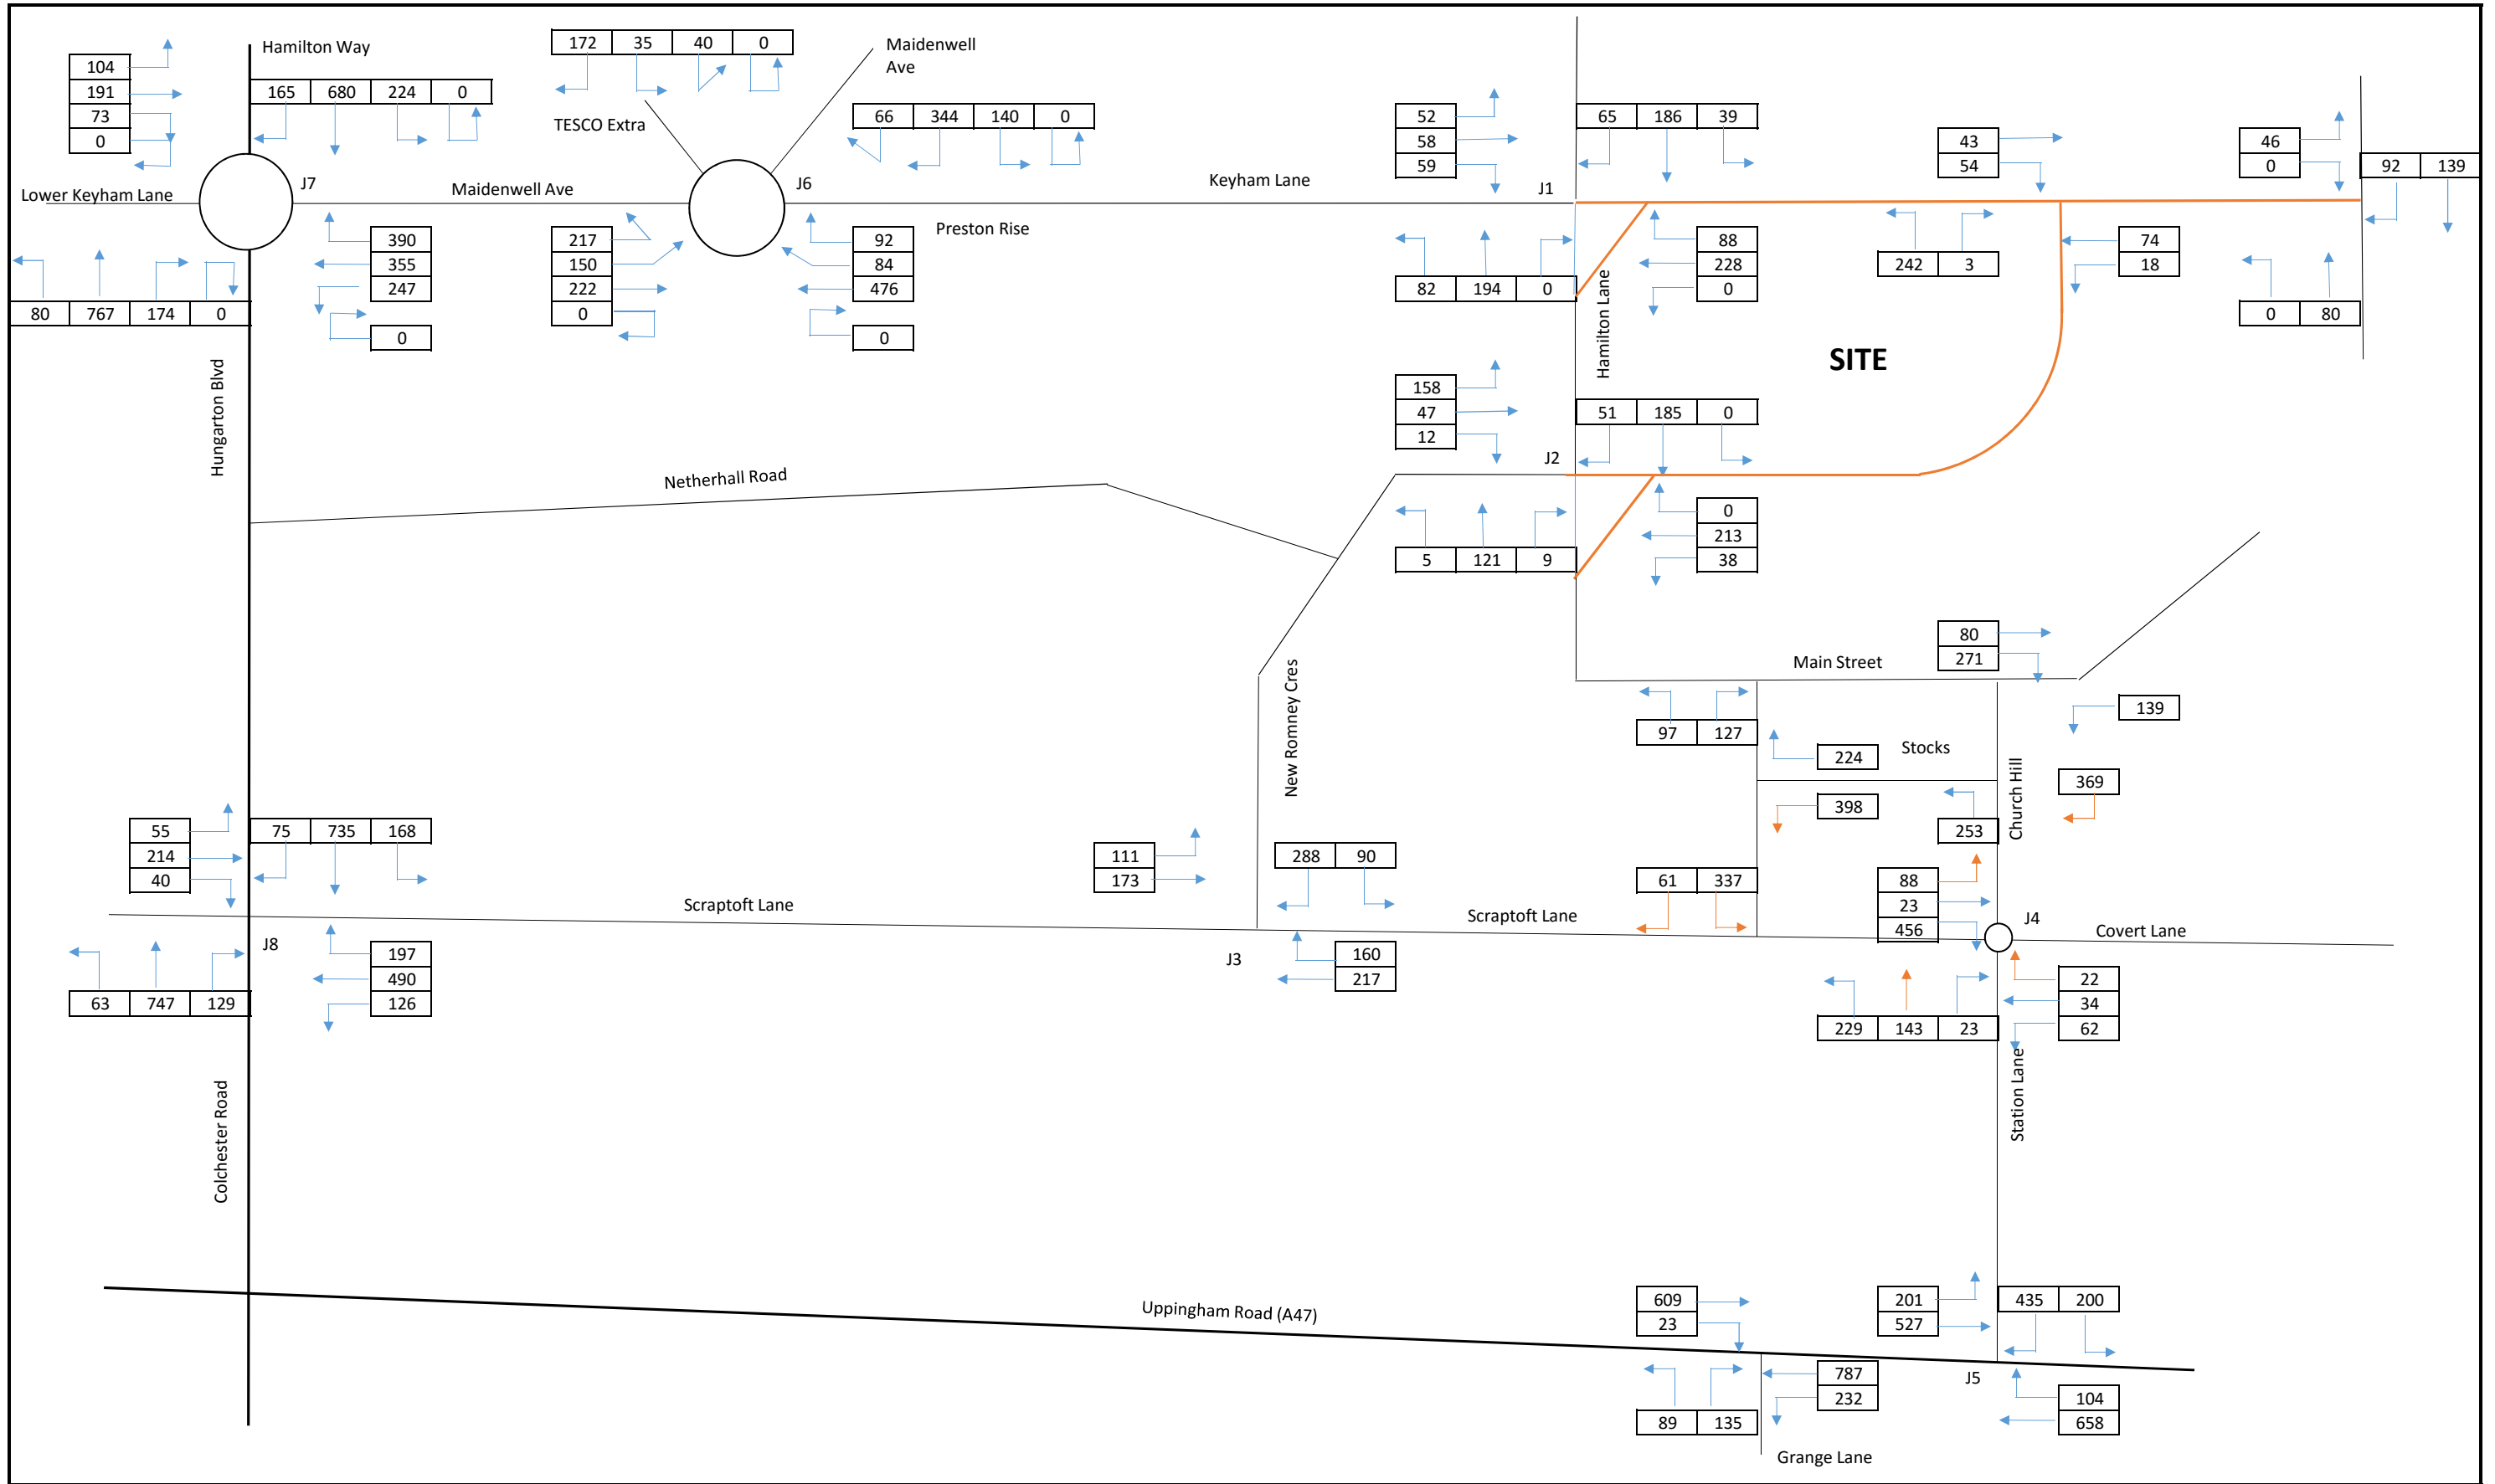 Hamilton Way
172 35 40 0
Maidenwell
Ave
104
191
73
0
165 680 224 0
TESCO Extra
66 344 140 0
52
58
59
65 186 39
43
54
46
0
92 139
Lower Keyham Lane
J7
Maidenwell Ave
J6
Keyham Lane
J1
Preston Rise
390
355
247
0
217
150
222
0
92
84
476
0
80 767 174 0
82 194 0
Hamilton Lane
88
228
0
242 3
74
18
0 80
SITE
Hungarton Blvd
158
47
12
51 185 0
J2
Netherhall Road
5 121 9
0
213
38
New Romney Cres
Main Street
80
271
139
97 127
224
Stocks
Church Hill
369
398
253
55
214
40
75 735 168
111
173
288 90
61 337
88
23
456
J4
Covert Lane
Scraptoft Lane
Scraptoft Lane
J8
J3
197
490
126
160
217
22
34
62
63 747 129
229 143 23
Colchester Road
Station Lane
Uppingham Road (A47)
609
23
201
527
435 200
89 135
787
232
J5
104
658
Grange Lane